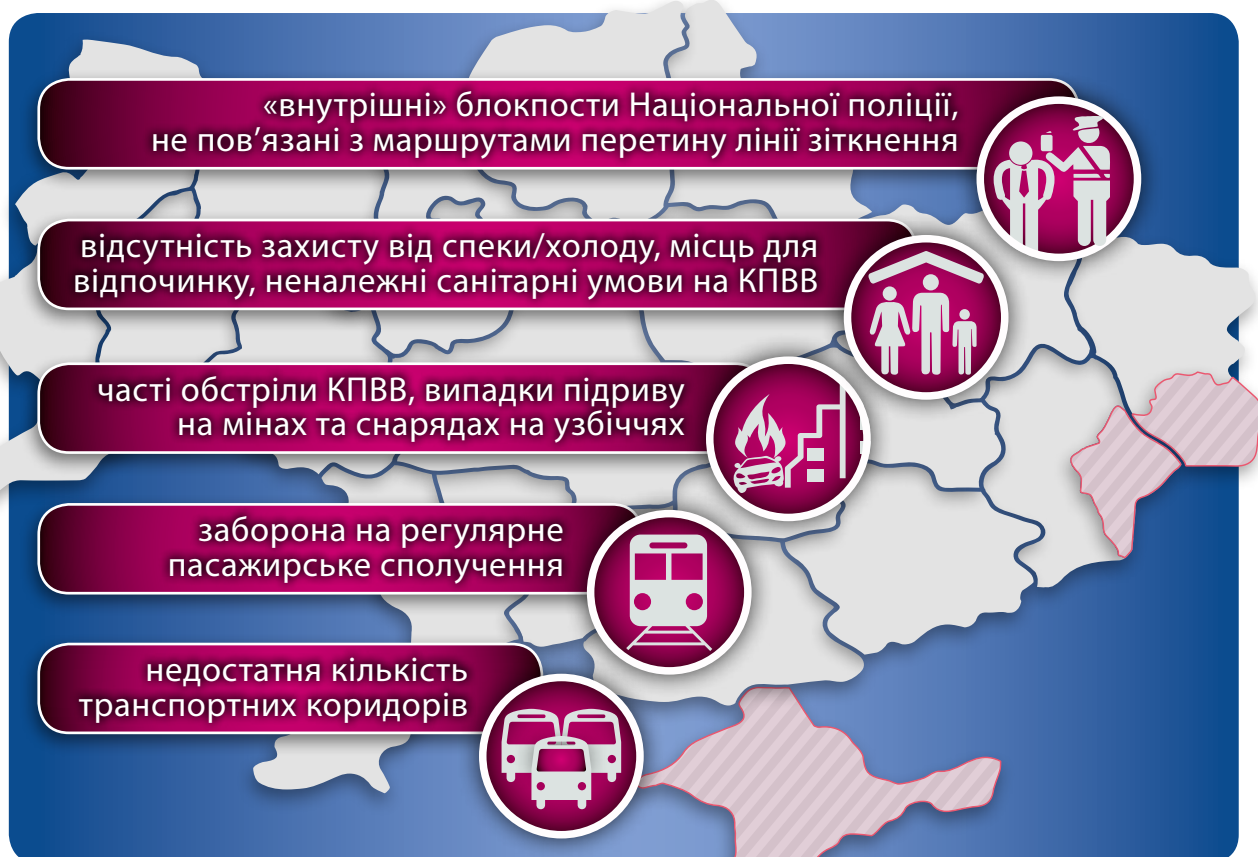 «внутрішні» блокпости Національної поліції,
не пов’язані з маршрутами перетину лінії зіткнення
відсутність захисту від спеки/холоду, місць для
відпочинку, неналежні санітарні умови на КПВВ
часті обстріли КПВВ, випадки підриву
на мінах та снарядах на узбіччях
заборона на регулярне
пасажирське сполучення
недостатня кількість
транспортних коридорів